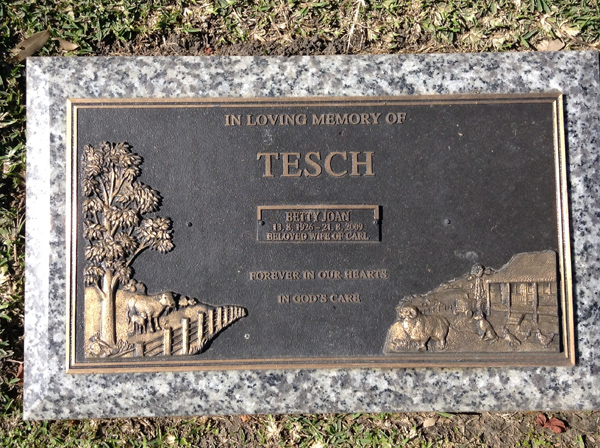 IN LOVING MEMORY OF
TESCH
BETTY JOAN
13. 8. 1926 – 21. 8. 2009
BELOVED WIFE OF CARL
FOREVER IN OUR HEARTS
IN GOD'S CARE